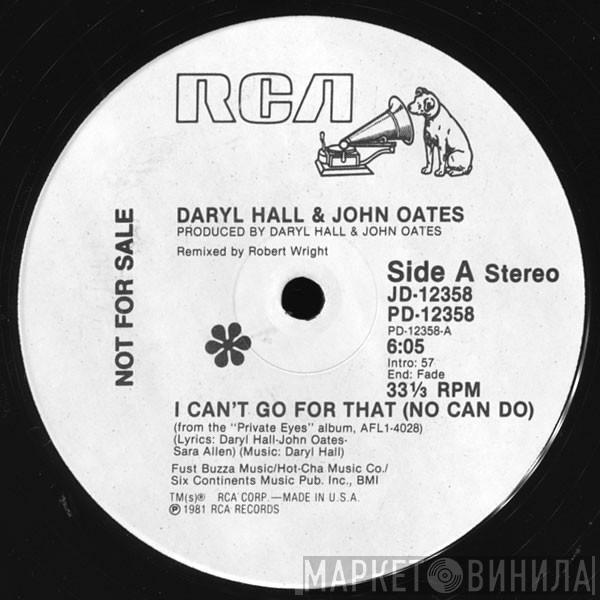 RCA
NOT FOR SALE
DARYL HALL & JOHN OATES
PRODUCED BY DARYL HALL & JOHN OATES
Remixed by Robert Wright
Side A Stereo
JD-12358
PD-12358
PD-12358-A
6:05
Intro: 57
End: Fade
33⅓ RPM
I CAN'T GO FOR THAT (NO CAN DO)
(from the "Private Eyes" album, AFL1-4028)
(Lyrics: Daryl Hall-John Oates-
Sara Allen) (Music: Daryl Hall)
Fust Buzza Music/Hot-Cha Music Co./
Six Continents Music Pub. Inc., BMI
TM(s)® RCA CORP.—MADE IN U.S.A.
℗ 1981 RCA RECORDS
МАРКЕТ ВИНИЛА